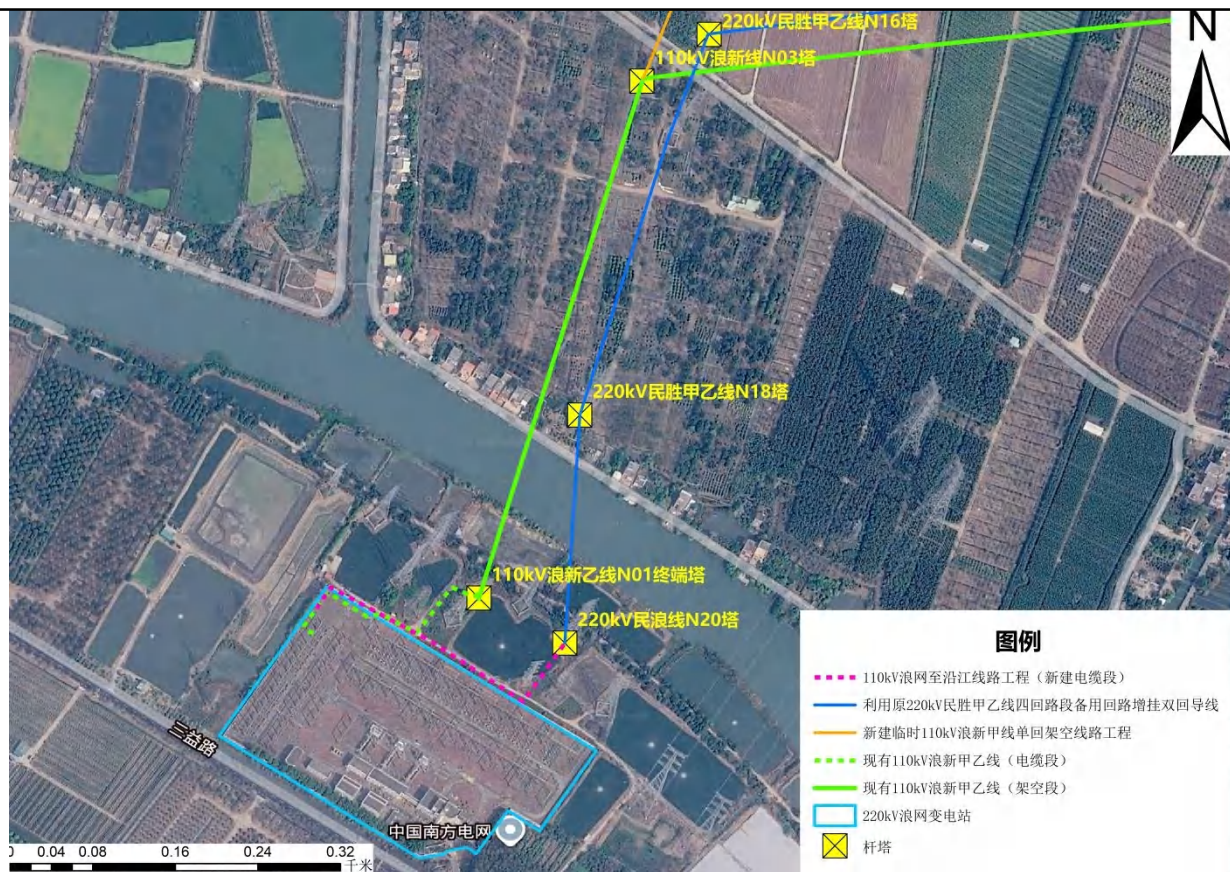 220kV民胜甲乙线N16塔
110kV浪新线N03塔
N
220kV民胜甲乙线N18塔
110kV浪新乙线N01终端塔
220kV民浪线N20塔
三益路
中国南方电网
0 0.04 0.08 0.16 0.24 0.32
千米
图例
110kV浪网至沿江线路工程（新建电缆段）
利用原220kV民胜甲乙线四回路段备用回路增挂双回导线
新建临时110kV浪新甲线单回架空线路工程
现有110kV浪新甲乙线（电缆段）
现有110kV浪新甲乙线（架空段）
220kV浪网变电站
杆塔